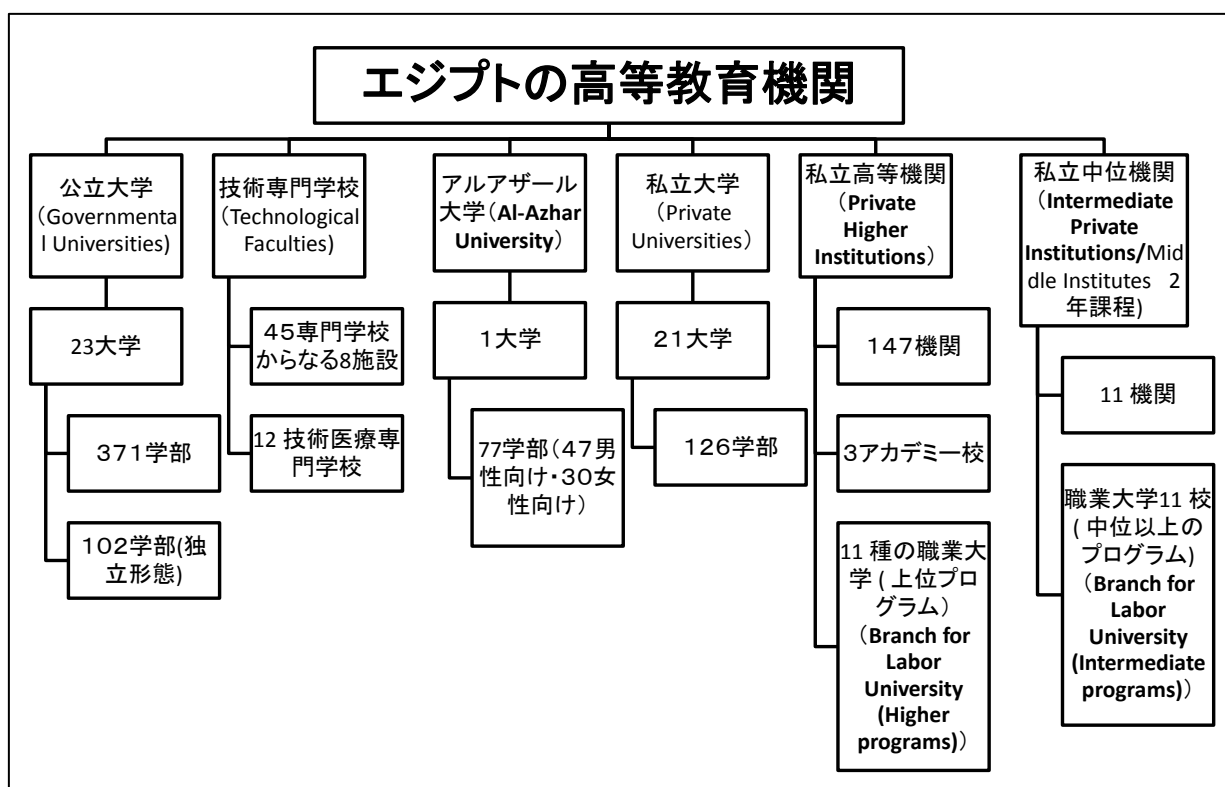 エジプトの高等教育機関
公立大学
(Governmenta
l Universities)
23大学
371学部
102学部(独
立形態)
技術専門学校
(Technological
Faculties)
45専門学校
からなる8施設
12 技術医療専
門学校
アルアザール
大学(Al-Azhar
University)
1大学
77学部(47男
性向け・30女
性向け)
私立大学
(Private
Universities)
21大学
126学部
私立高等機関
(Private
Higher
Institutions)
147機関
3アカデミー校
11 種の職業大
学 ( 上位プロ
グラム)
(Branch for
Labor
University
(Higher
programs))
私立中位機関
(Intermediate
Private
Institutions/Mid
dle Institutes 2
年課程)
11 機関
職業大学11 校
( 中位以上の
プログラム)
(Branch for
Labor
University
(Intermediate
programs))